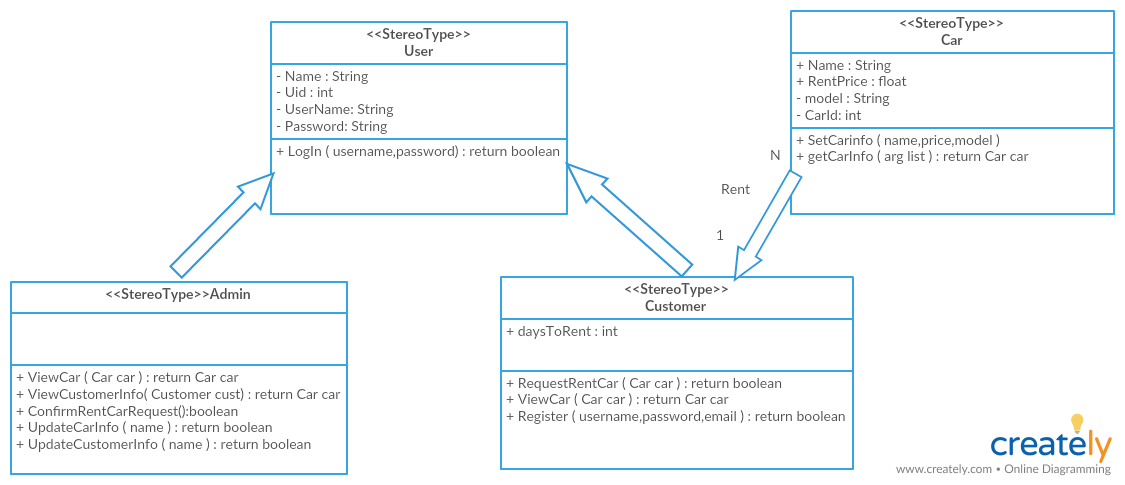 <<StereoType>>
User
- Name : String
- Uid : int
- UserName: String
- Password: String
+ LogIn ( username,password) : return boolean
<<StereoType>>
Car
+ Name : String
+ RentPrice : float
- model : String
- CarId: int
+ SetCarinfo ( name,price,model )
+ getCarInfo ( arg list ) : return Car car
N
Rent
1
<<StereoType>>Admin
+ ViewCar ( Car car ) : return Car car
+ ViewCustomerInfo( Customer cust) : return Car car
+ ConfirmRentCarRequest():boolean
+ UpdateCarInfo ( name ) : return boolean
+ UpdateCustomerInfo ( name ) : return boolean
<<StereoType>>
Customer
+ daysToRent : int
+ RequestRentCar ( Car car ) : return boolean
+ ViewCar ( Car car ) : return Car car
+ Register ( username,password,email ) : return boolean
creately
www.creately.com • Online Diagramming